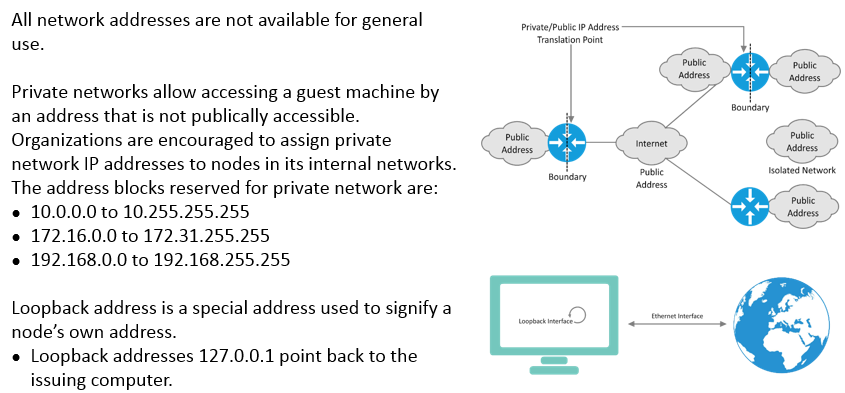 All network addresses are not available for general
use.
Private networks allow accessing a guest machine by
an address that is not publically accessible.
Organizations are encouraged to assign private
network IP addresses to nodes in its internal networks.
The address blocks reserved for private network are:
• 10.0.0.0 to 10.255.255.255
• 172.16.0.0 to 172.31.255.255
• 192.168.0.0 to 192.168.255.255
Loopback address is a special address used to signify a
node’s own address.
• Loopback addresses 127.0.0.1 point back to the
issuing computer.
Private/Public IP Address
Translation Point
Public
Address
Public
Address
Boundary
Public
Address
Boundary
Internet
Public
Address
Public
Address
Isolated Network
Public
Address
Loopback Interface
Ethernet Interface